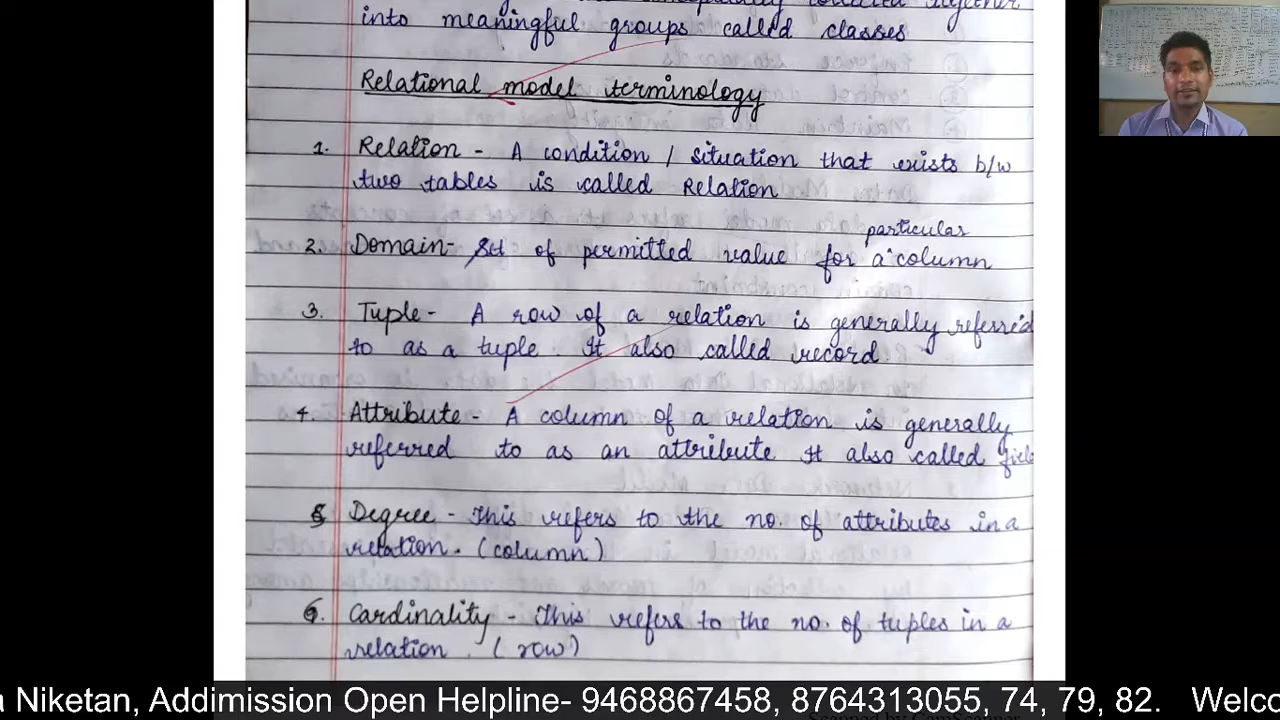 together
into meaningful groups called classes
Relational model terminology
1. Relation - A condition / situation that exists b/w
two tables is called Relation
particular
2. Domain - Set of permitted value for a column
3. Tuple - A row of a relation is generally referred
to as a tuple. It also called record.
4. Attribute - A column of a relation is generally
referred to as an attribute It also called field
5 Degree - This refers to the no. of attributes in a
relation. (column)
6. Cardinality - This refers to the no. of tuples in a
relation. (row)
a Niketan, Addimission Open Helpline- 9468867458, 8764313055, 74, 79, 82. Welco